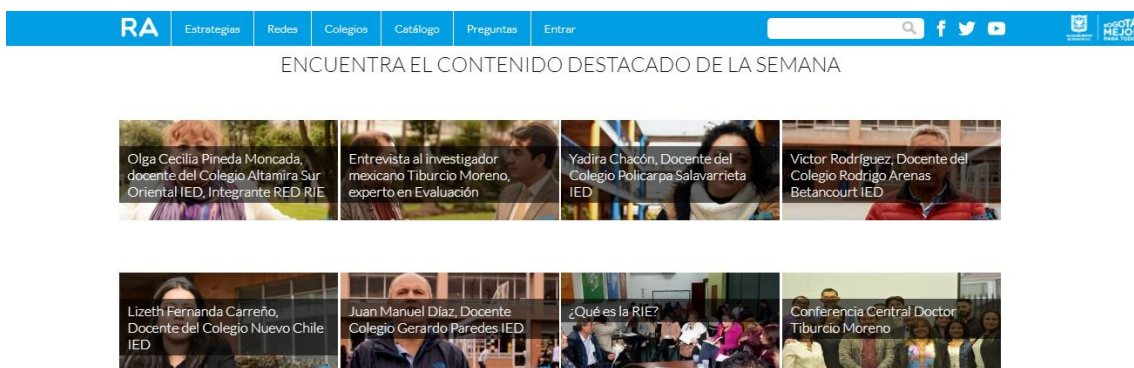 RA Estrategias Redes Colegios Catálogo Preguntas Entrar
BOGOTÁ
MEJOR
PARA TODOS
ENCUENTRA EL CONTENIDO DESTACADO DE LA SEMANA
Olga Cecilia Pineda Moncada,
docente del Colegio Altamira Sur
Oriental IED, Integrante RED RIE
Entrevista al investigador
mexicano Tiburcio Moreno,
experto en Evaluación
Yadira Chacón, Docente del
Colegio Policarpa Salavarrieta
IED
Victor Rodríguez, Docente del
Colegio Rodrigo Arenas
Betancourt IED
Lizeth Fernanda Carreño,
Docente del Colegio Nuevo Chile
IED
Juan Manuel Díaz, Docente
Colegio Gerardo Paredes IED
¿Qué es la RIE?
Conferencia Central Doctor
Tiburcio Moreno